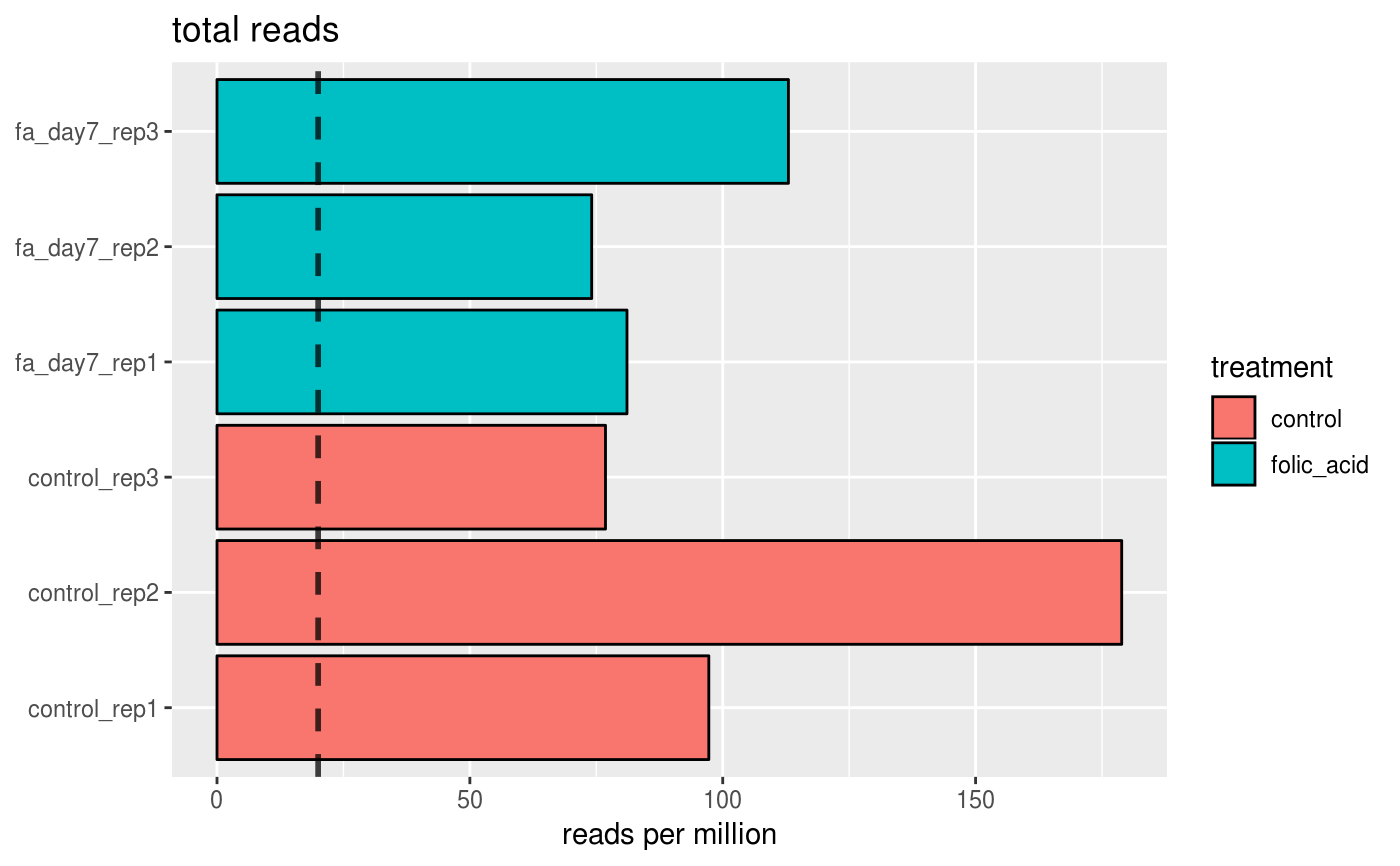 total reads
fa_day7_rep3
fa_day7_rep2
fa_day7_rep1
control_rep3
control_rep2
control_rep1
0 50 100 150
reads per million
treatment
control
folic_acid